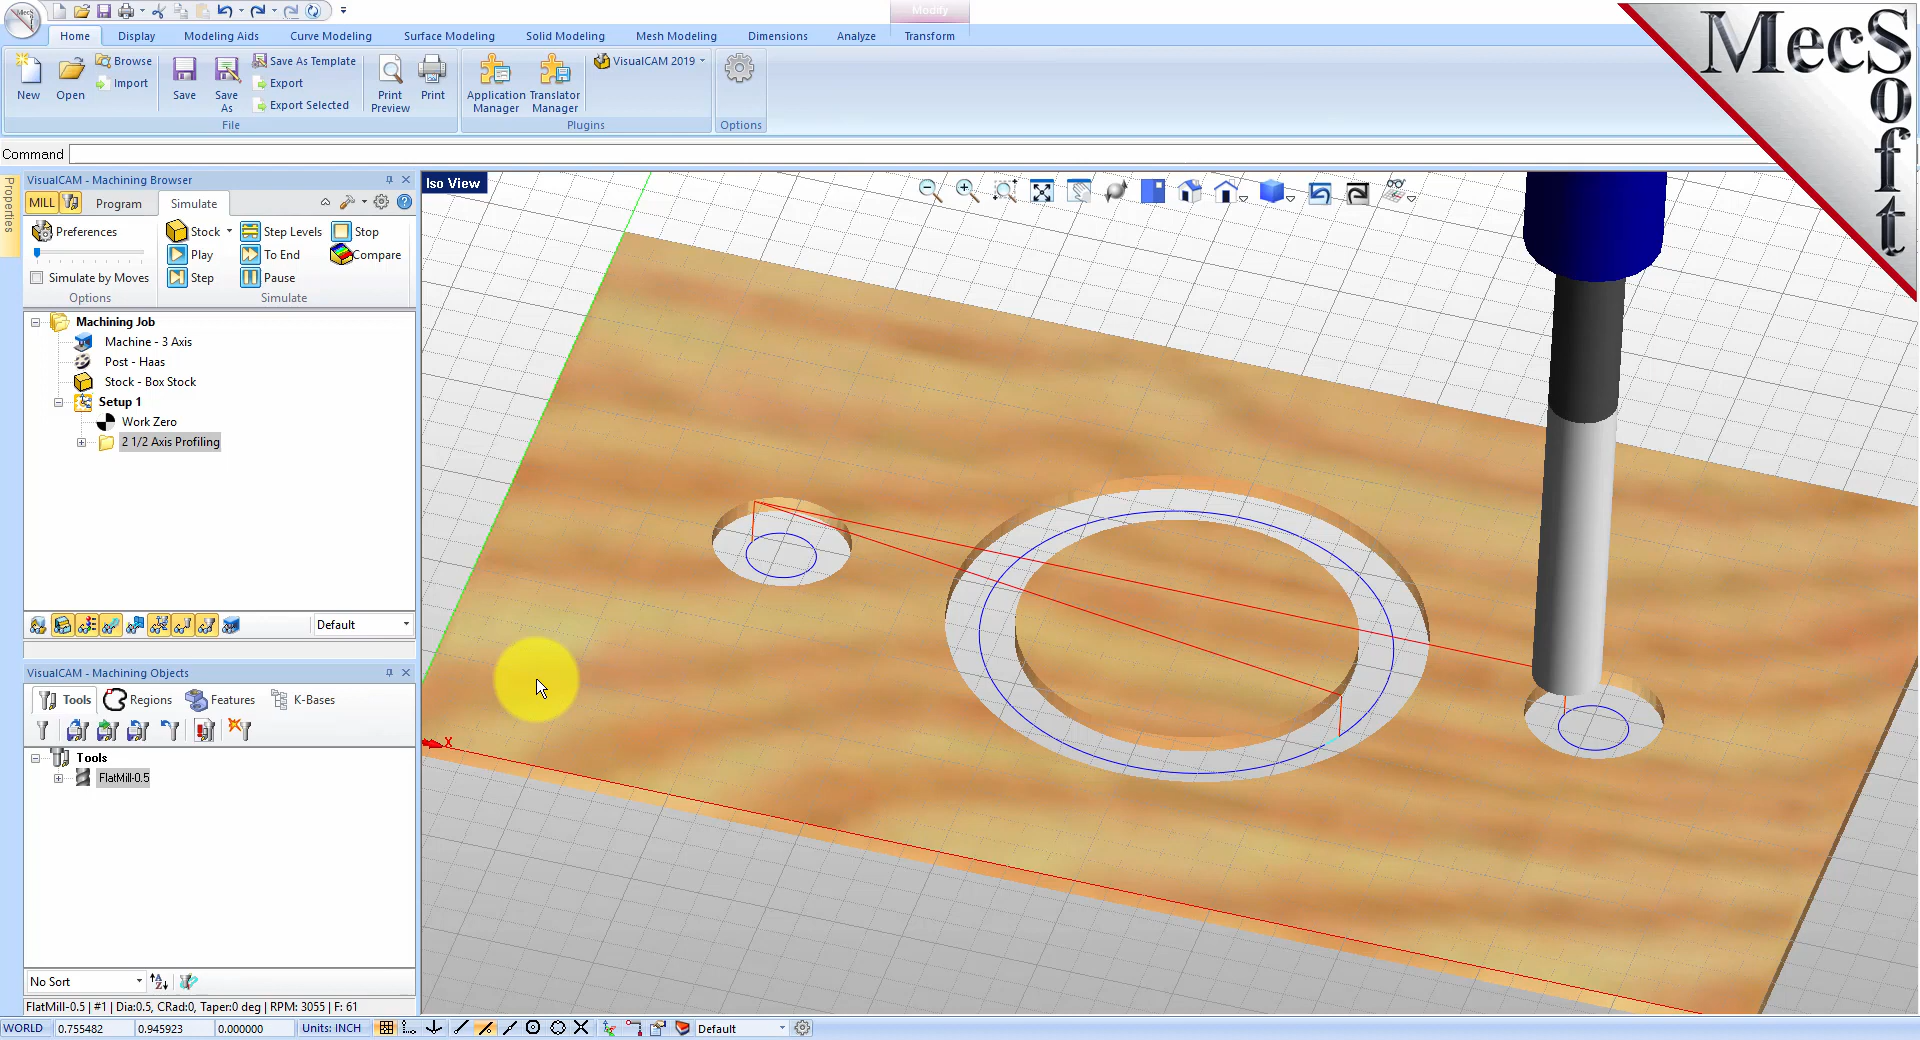 Modify
Home Display Modeling Aids Curve Modeling Surface Modeling Solid Modeling Mesh Modeling Dimensions Analyze Transform
New
Open
Browse
Import
Save
Save As
Save As Template
Export
Export Selected
Print Preview
Print
Application Manager
Translator Manager
VisualCAM 2019
File
Plugins
Options
MecSoft
Command
Properties
VisualCAM - Machining Browser
MILL Program Simulate
Preferences
Simulate by Moves
Options
Stock
Play
Step
Step Levels
To End
Pause
Stop
Compare
Simulate
Iso View
Machining Job
Machine - 3 Axis
Post - Haas
Stock - Box Stock
Setup 1
Work Zero
2 1/2 Axis Profiling
Default
VisualCAM - Machining Objects
Tools Regions Features K-Bases
Tools
FlatMill-0.5
X
No Sort
FlatMill-0.5 | #1 | Dia:0.5, CRad:0, Taper:0 deg | RPM: 3055 | F: 61
WORLD 0.755482 0.945923 0.000000 Units: INCH Default